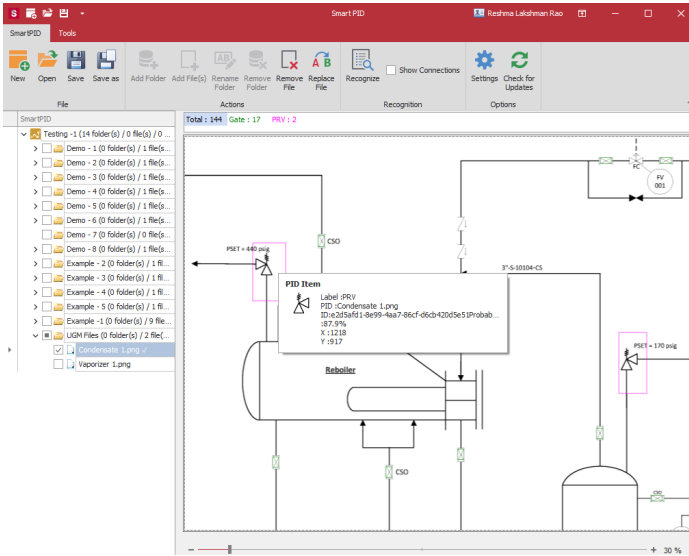 S
Smart PID
Reshma Lakshman Rao
SmartPID
Tools
New
Open
Save
Save as
Add Folder
Add File(s)
Rename Folder
Remove Folder
Remove File
Replace File
Recognize
Show Connections
Settings
Check for Updates
File
Actions
Recognition
Options
SmartPID
Testing -1 (14 folder(s) / 0 file(s) / 0 ...
Demo - 1 (0 folder(s) / 1 file(s...
Demo - 2 (0 folder(s) / 1 file(s...
Demo - 3 (0 folder(s) / 1 file(s...
Demo - 4 (0 folder(s) / 1 file(s...
Demo - 5 (0 folder(s) / 1 file(s...
Demo - 6 (0 folder(s) / 1 file(s...
Demo - 7 (0 folder(s) / 0 file(s...
Demo - 8 (0 folder(s) / 1 file(s...
Example - 2 (0 folder(s) / 1 fil...
Example - 3 (0 folder(s) / 1 fil...
Example - 4 (0 folder(s) / 1 fil...
Example - 5 (0 folder(s) / 1 fil...
Example -1 (0 folder(s) / 9 file...
UGM Files (0 folder(s) / 2 file(...
Condensate 1.png ✓
Vaporizer 1.png
Total : 144 Gate : 17 PRV : 2
FC
FV
001
CSO
PSET = 440 psig
3"-S-10104-CS
PID Item
Label :PRV
PID :Condensate 1.png
ID:e2d5afd1-8e99-4aa7-86cf-d6cb420d5e51Probab...
:87.9%
X :1218
Y :917
PSET = 170 psig
Reboiler
CSO
CSO
30 %